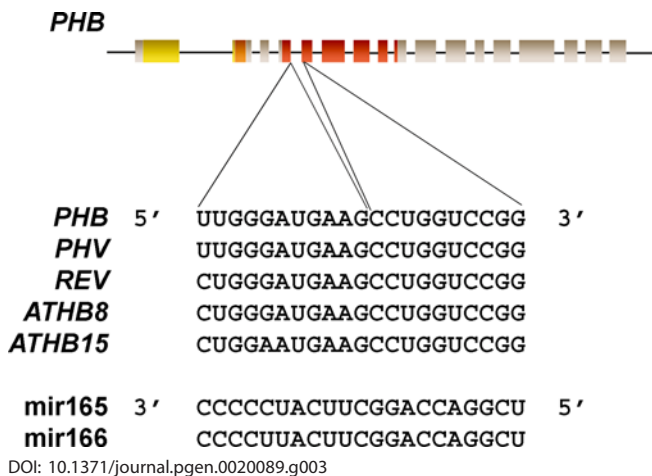 PHB
PHB 5′ UUGGGAUGAAGCCUGGUCCGG 3′
PHV UUGGGAUGAAGCCUGGUCCGG
REV CUGGGAUGAAGCCUGGUCCGG
ATHB8 CUGGGAUGAAGCCUGGUCCGG
ATHB15 CUGGAAUGAAGCCUGGUCCGG
mir165 3′ CCCCCUACUUCGGACCAGGCU 5′
mir166 CCCCUUACUUCGGACCAGGCU
DOI: 10.1371/journal.pgen.0020089.g003